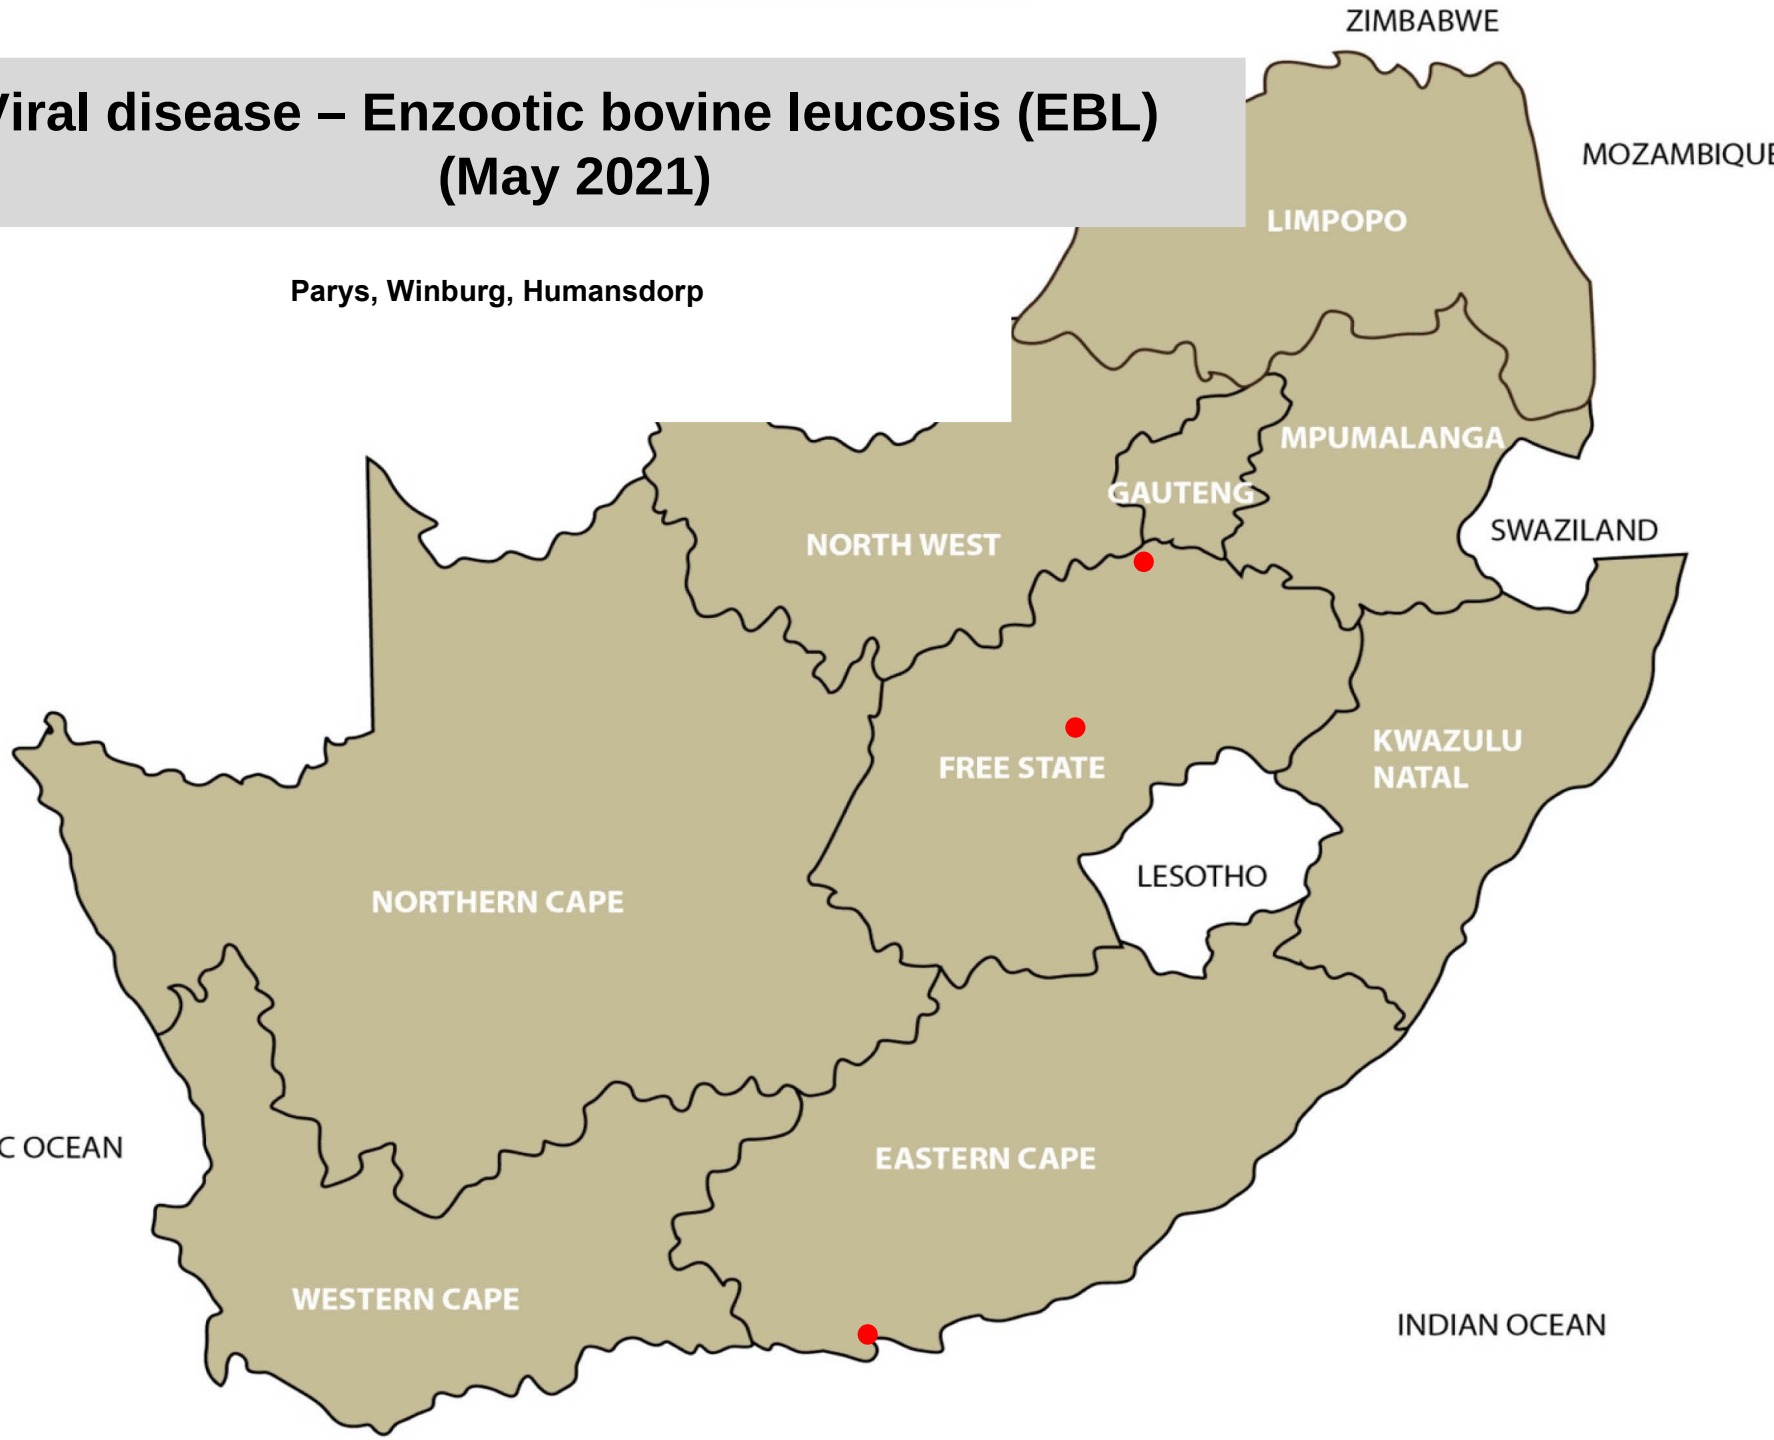 ZIMBABWE
Viral disease – Enzootic bovine leucosis (EBL)
(May 2021)
MOZAMBIQUE
LIMPOPO
Parys, Winburg, Humansdorp
MPUMALANGA
GAUTENG
SWAZILAND
NORTH WEST
KWAZULU
NATAL
FREE STATE
LESOTHO
NORTHERN CAPE
C OCEAN
EASTERN CAPE
WESTERN CAPE
INDIAN OCEAN